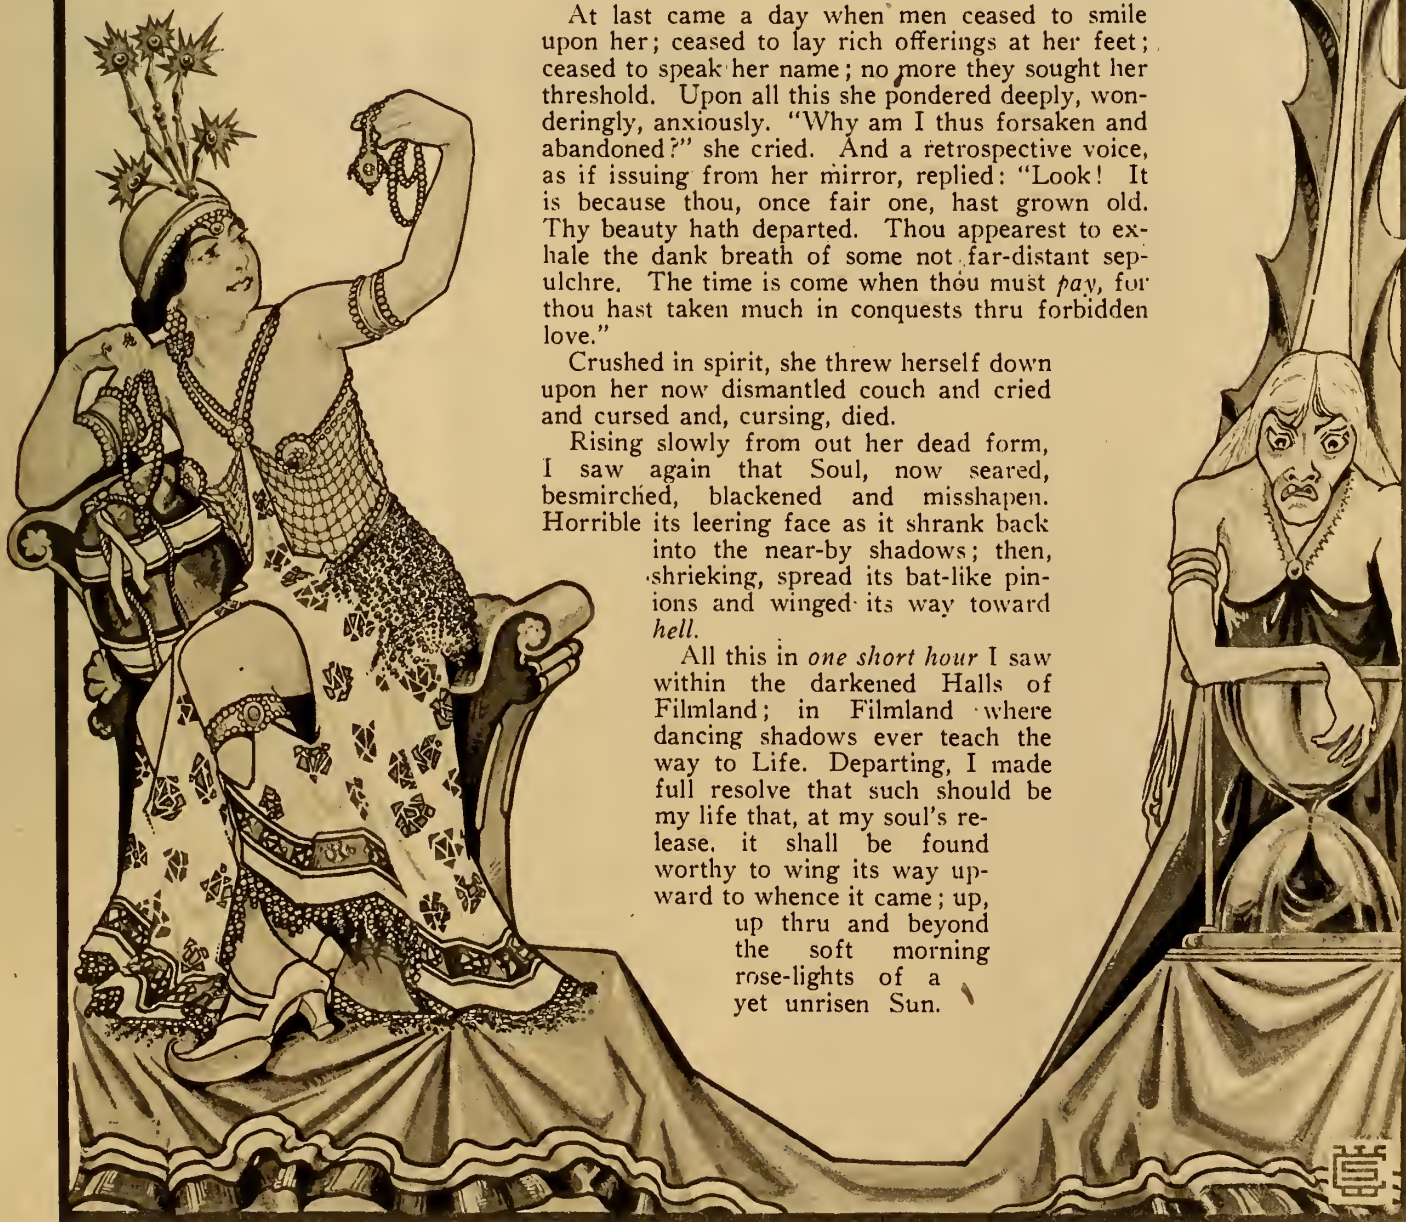 At last came a day when men ceased to smile
upon her; ceased to lay rich offerings at her feet;
ceased to speak her name; no more they sought her
threshold. Upon all this she pondered deeply, won-
deringly, anxiously. "Why am I thus forsaken and
abandoned?" she cried. And a retrospective voice,
as if issuing from her mirror, replied: "Look! It
is because thou, once fair one, hast grown old.
Thy beauty hath departed. Thou appearest to ex-
hale the dank breath of some not far-distant sep-
ulchre. The time is come when thou must pay, for
thou hast taken much in conquests thru forbidden
love."
Crushed in spirit, she threw herself down
upon her now dismantled couch and cried
and cursed and, cursing, died.
Rising slowly from out her dead form,
I saw again that Soul, now seared,
besmirched, blackened and misshapen.
Horrible its leering face as it shrank back
into the near-by shadows; then,
shrieking, spread its bat-like pin-
ions and winged its way toward
hell.
All this in one short hour I saw
within the darkened Halls of
Filmland; in Filmland where
dancing shadows ever teach the
way to Life. Departing, I made
full resolve that such should be
my life that, at my soul's re-
lease, it shall be found
worthy to wing its way up-
ward to whence it came; up,
up thru and beyond
the soft morning
rose-lights of a
yet unrisen Sun.